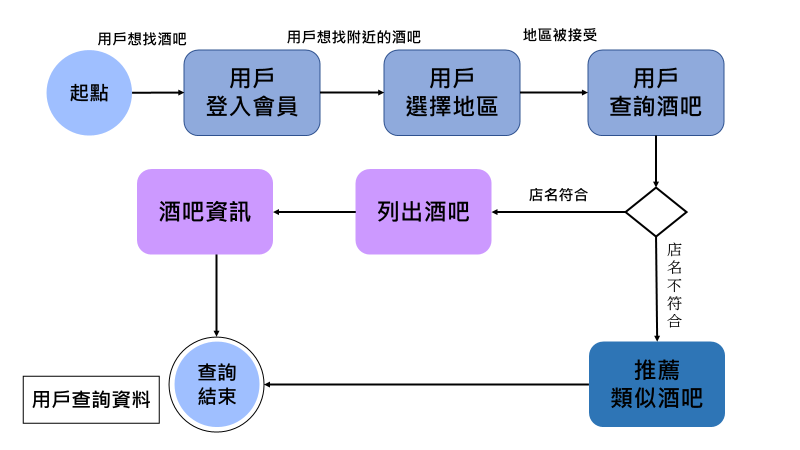 用戶想找酒吧
用戶想找附近的酒吧
地區被接受
起點
用戶
登入會員
用戶
選擇地區
用戶
查詢酒吧
酒吧資訊
列出酒吧
店名符合
店
名
不
符
合
查詢
結束
推薦
類似酒吧
用戶查詢資料